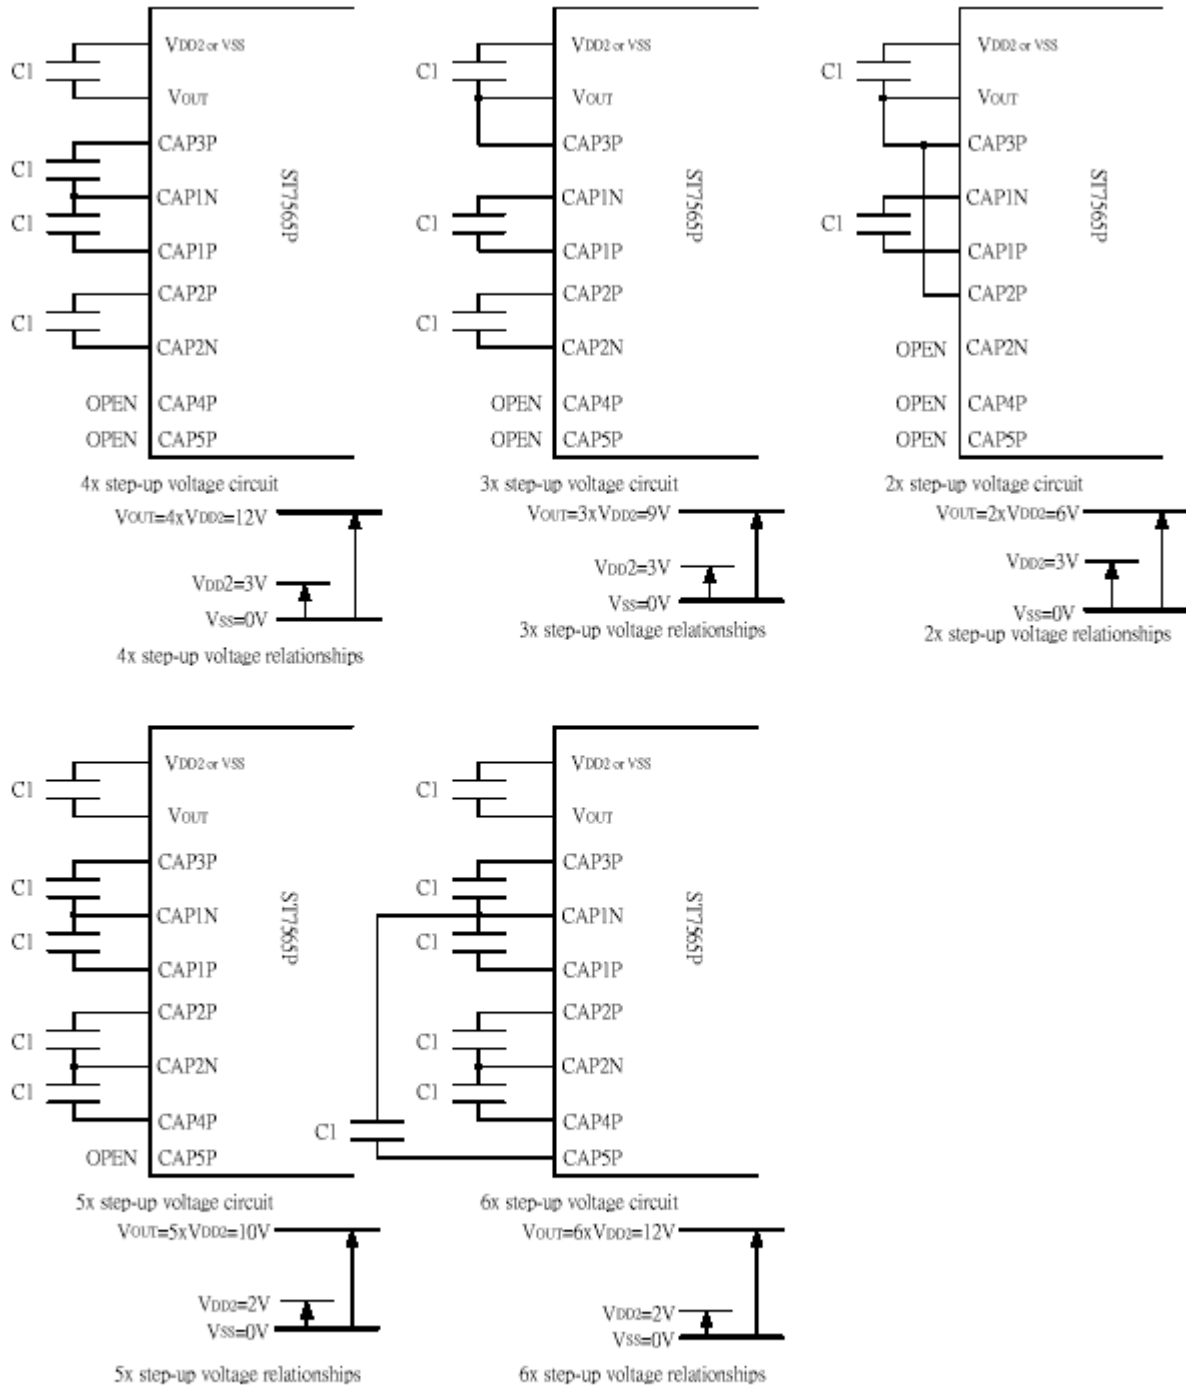 VDD2 or VSS
C1
VOUT
CAP3P
C1
CAP1N
C1
CAP1P
CAP2P
C1
CAP2N
OPEN CAP4P
OPEN CAP5P
ST7565P
4x step-up voltage circuit
VOUT=4xVDD2=12V
VDD2=3V
VSS=0V
4x step-up voltage relationships
VDD2 or VSS
C1
VOUT
CAP3P
CAP1N
C1
CAP1P
CAP2P
C1
CAP2N
OPEN CAP4P
OPEN CAP5P
ST7565P
3x step-up voltage circuit
VOUT=3xVDD2=9V
VDD2=3V
VSS=0V
3x step-up voltage relationships
VDD2 or VSS
C1
VOUT
CAP3P
CAP1N
C1
CAP1P
CAP2P
OPEN CAP2N
OPEN CAP4P
OPEN CAP5P
ST7565P
2x step-up voltage circuit
VOUT=2xVDD2=6V
VDD2=3V
VSS=0V
2x step-up voltage relationships
VDD2 or VSS
C1
VOUT
CAP3P
C1
CAP1N
C1
CAP1P
CAP2P
C1
CAP2N
C1
CAP4P
OPEN CAP5P
ST7565P
5x step-up voltage circuit
VOUT=5xVDD2=10V
VDD2=2V
VSS=0V
5x step-up voltage relationships
VDD2 or VSS
C1
VOUT
CAP3P
C1
CAP1N
C1
CAP1P
CAP2P
C1
CAP2N
C1
CAP4P
C1
CAP5P
ST7565P
6x step-up voltage circuit
VOUT=6xVDD2=12V
VDD2=2V
VSS=0V
6x step-up voltage relationships